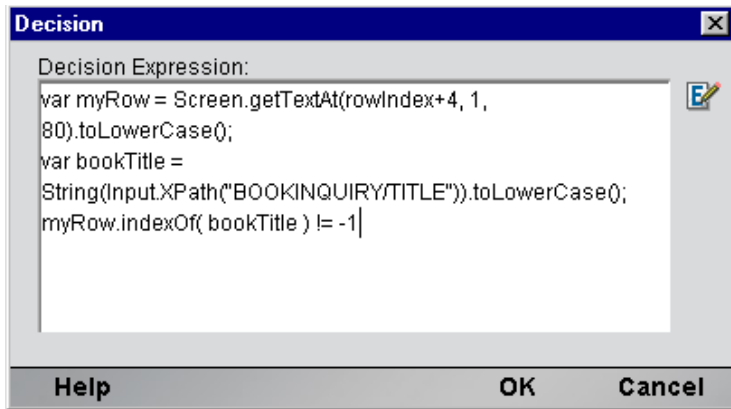 Decision
Decision Expression:
var myRow = Screen.getTextAt(rowIndex+4, 1,
80).toLowerCase();
var bookTitle =
String(Input.XPath("BOOKINQUIRY/TITLE")).toLowerCase();
myRow.indexOf( bookTitle ) != -1
Help OK Cancel